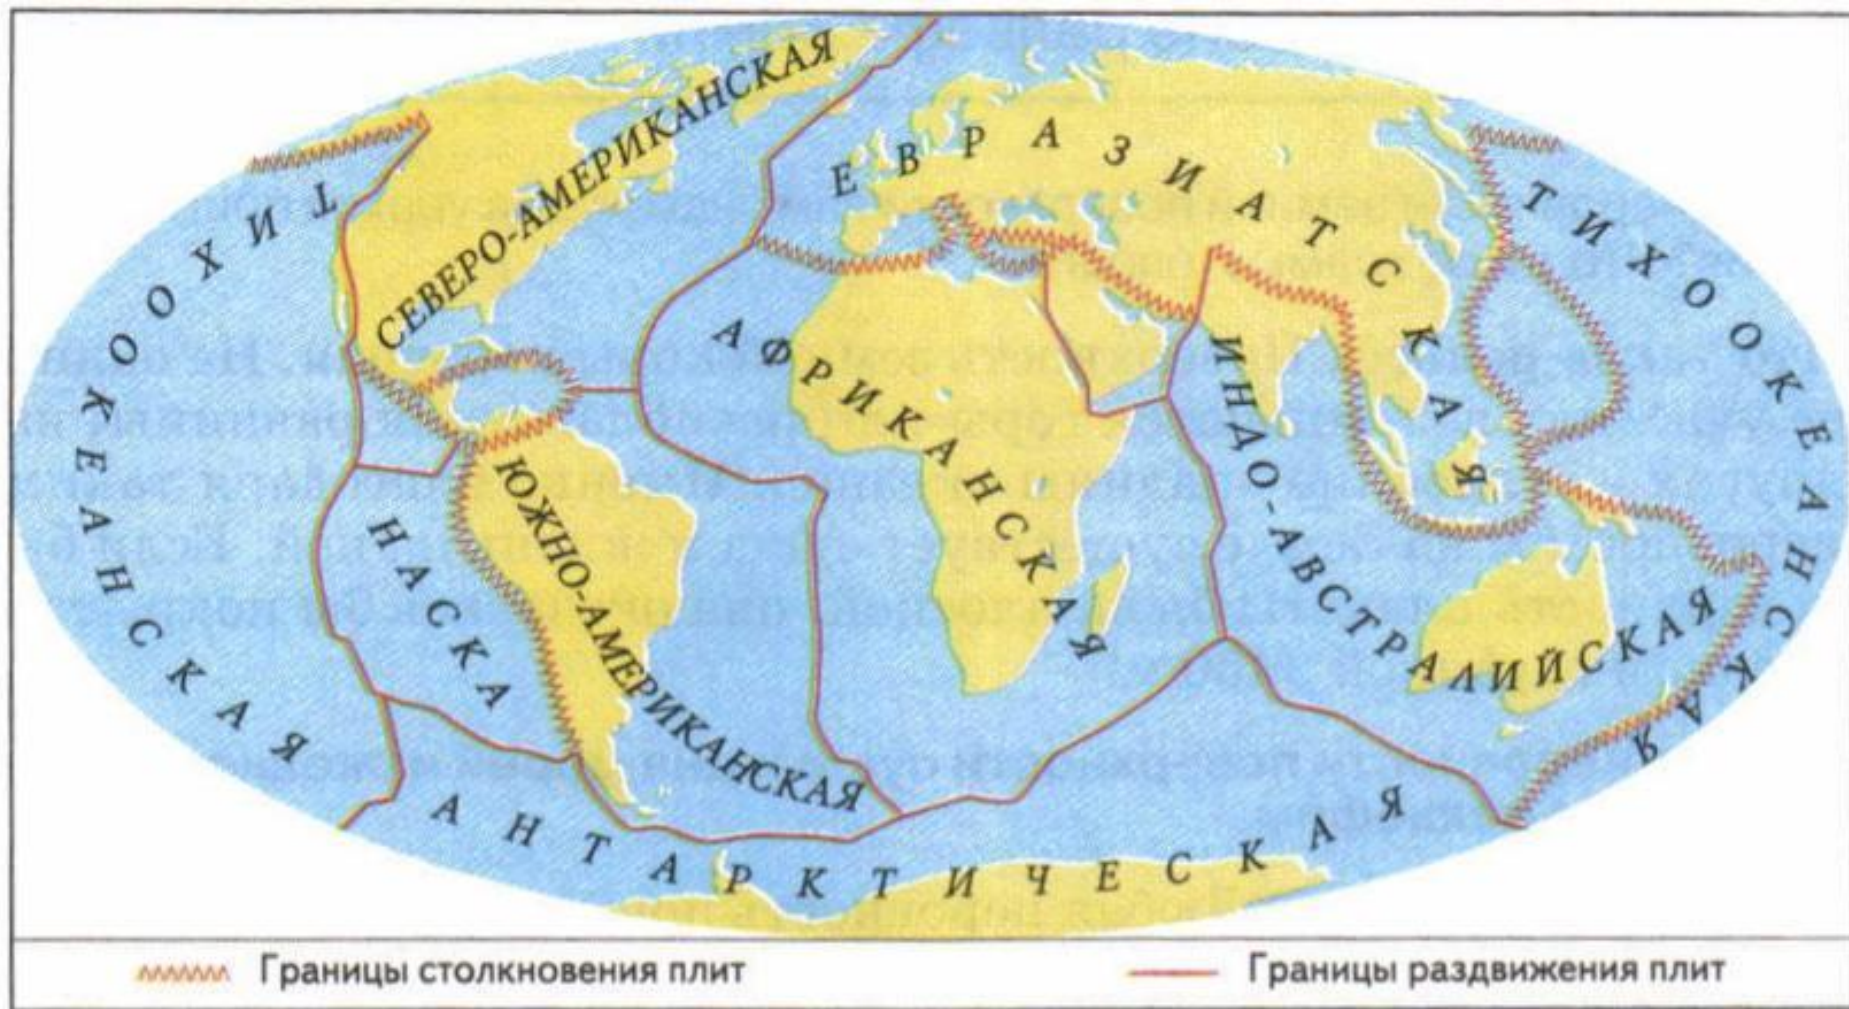 СЕВЕРО-АМЕРИКАНСКАЯ
ЕВРАЗИАТСКАЯ
ТИХООКЕАНСКАЯ
ТИХООКЕАНСКАЯ
АФРИКАНСКАЯ
ИНДО-АВСТРАЛИЙСКАЯ
НАСКА
ЮЖНО-АМЕРИКАНСКАЯ
АНТАРКТИЧЕСКАЯ
Границы столкновения плит
Границы раздвижения плит